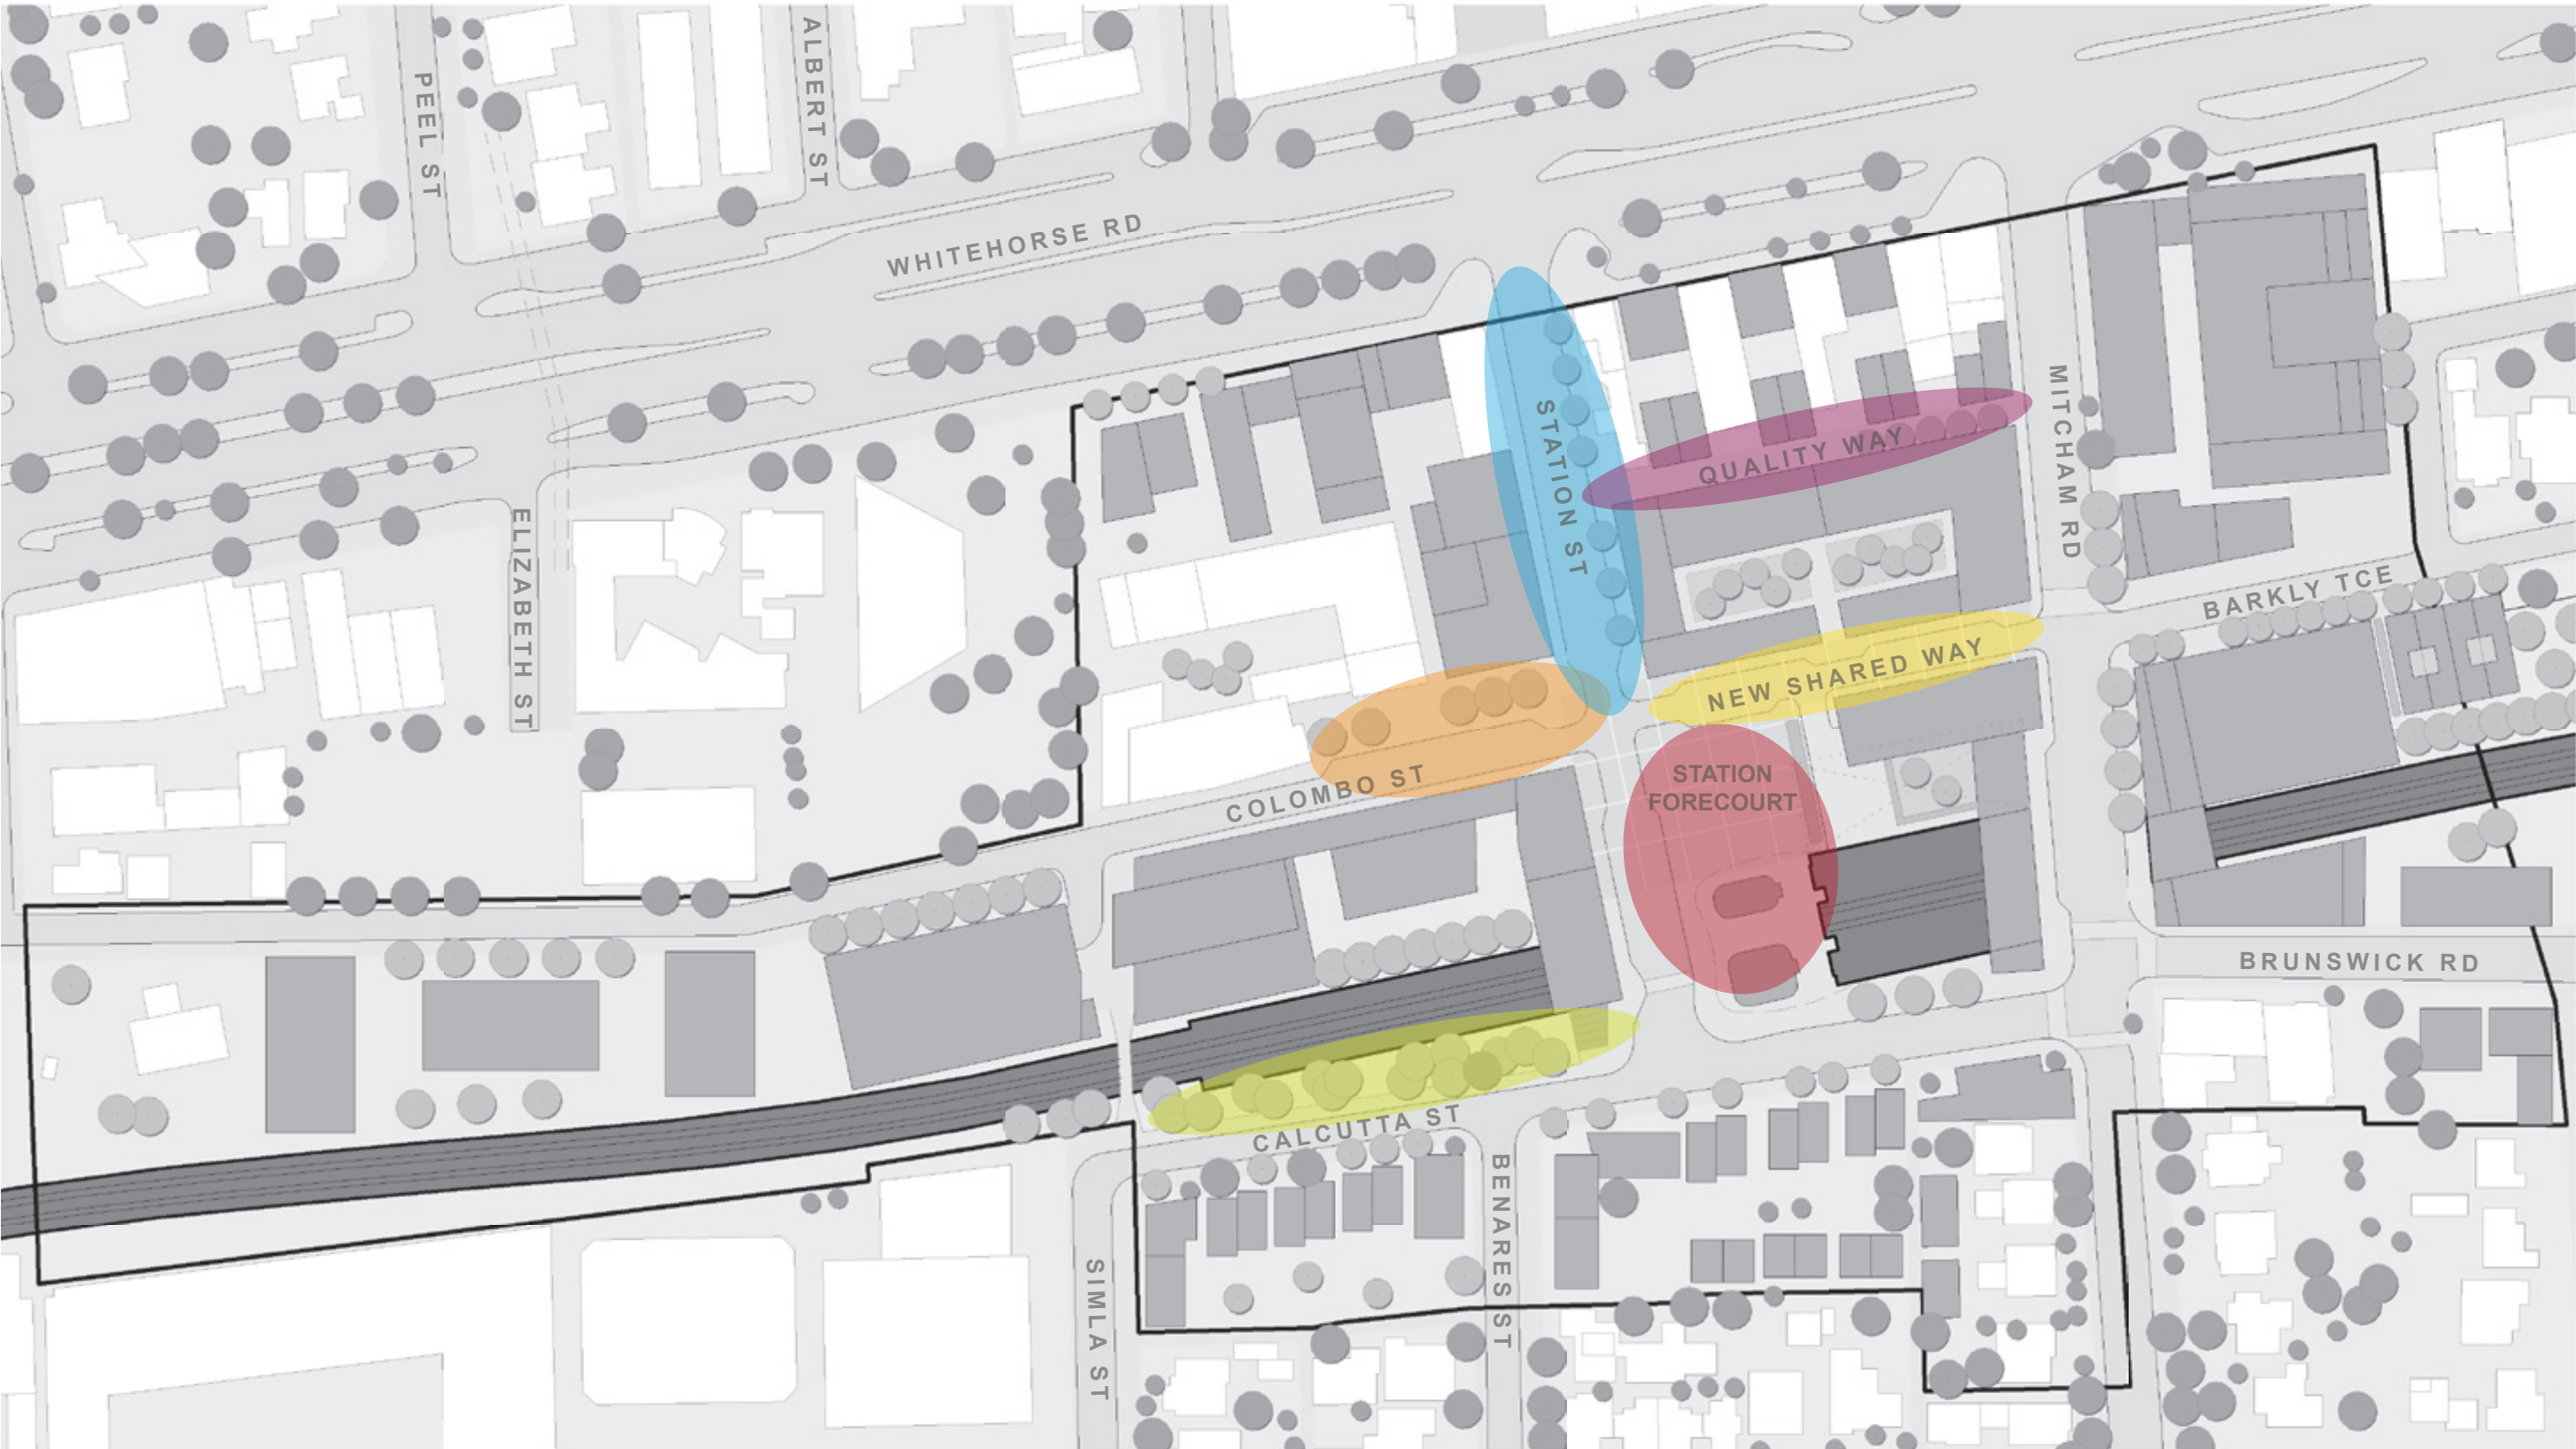 PEEL ST
ALBERT ST
WHITEHORSE RD
STATION ST
QUALITY WAY
MITCHAM RD
ELIZABETH ST
BARKLY TCE
NEW SHARED WAY
COLOMBO ST
STATION
FORECOURT
BRUNSWICK RD
CALCUTTA ST
BENARES ST
SIMLA ST